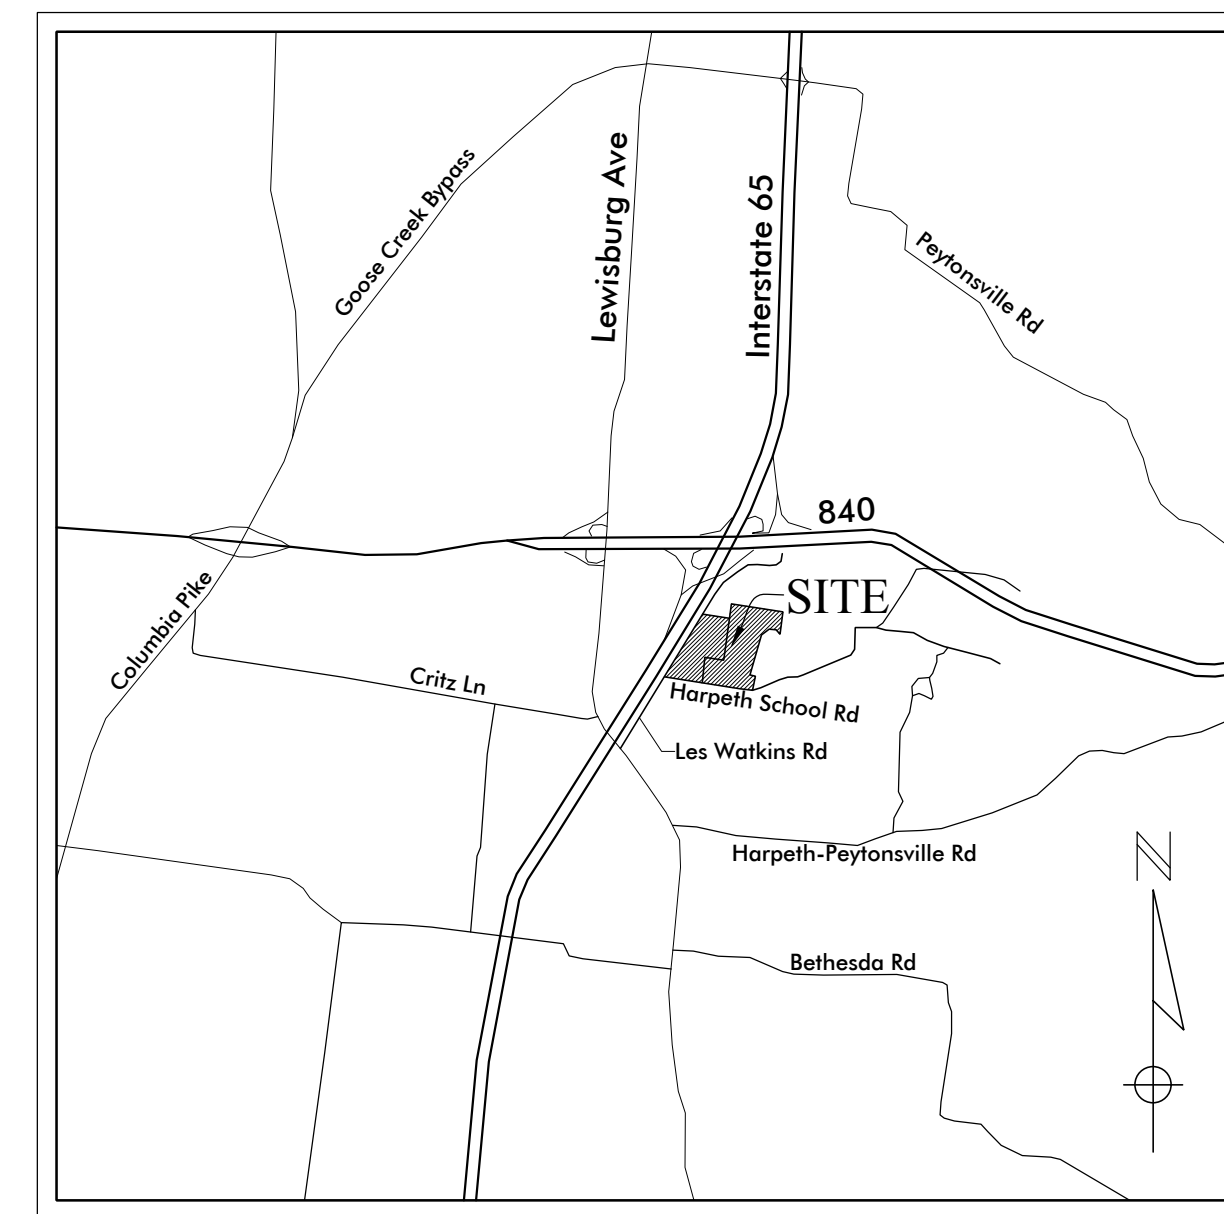 Goose Creek Bypass
Lewisburg Ave
Interstate 65
Peytonsville Rd
840
Columbia Pike
SITE
Critz Ln
Harpeth School Rd
Les Watkins Rd
Harpeth-Peytonsville Rd
N
Bethesda Rd